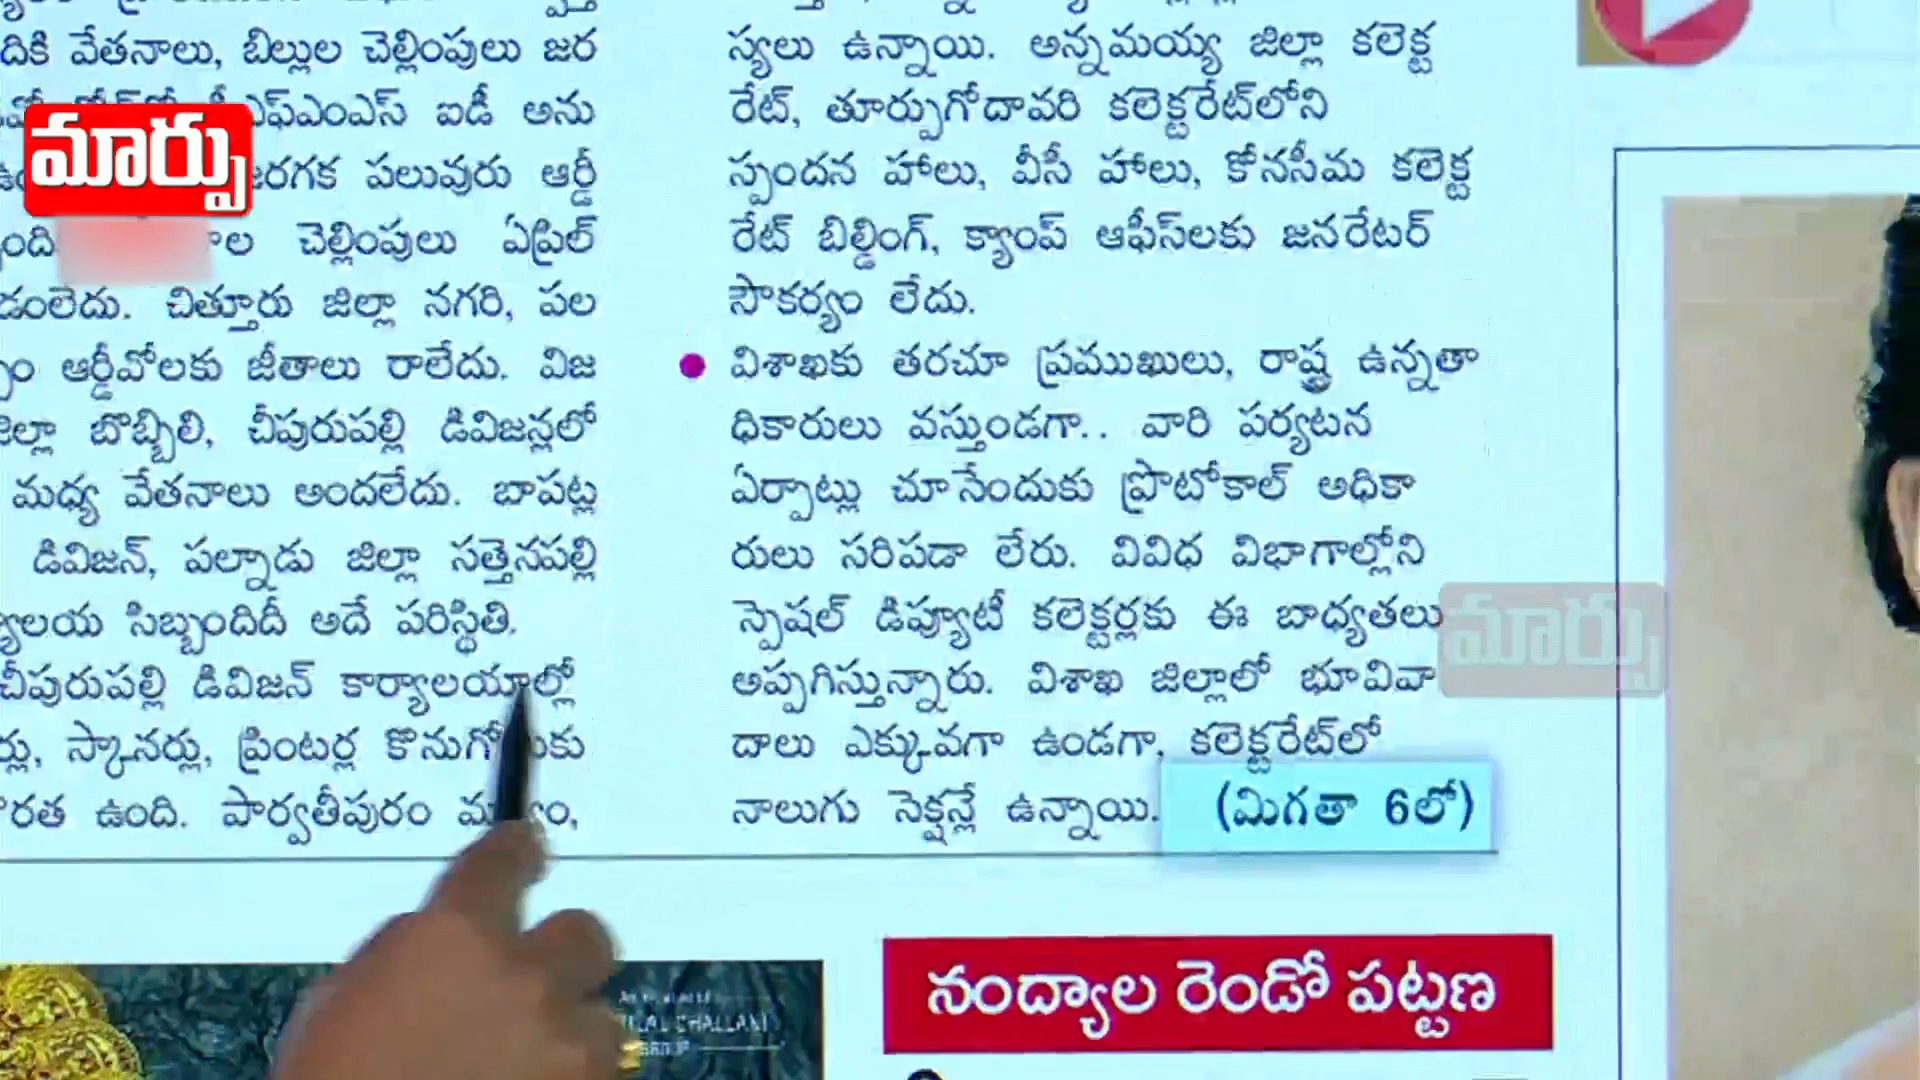 దికి వేతనాలు, బిల్లుల చెల్లింపులు జర
ఎఫ్ఎంఎస్ ఐడీ అను
జరగక పలువురు ఆర్డీ
చెల్లింపులు ఏప్రిల్
డంలేదు. చిత్తూరు జిల్లా నగరి, పల
ఆర్డీవోలకు జీతాలు రాలేదు. విజ
జిల్లా బొబ్బిలి, చీపురుపల్లి డివిజన్లలో
మధ్య వేతనాలు అందలేదు. బాపట్ల
డివిజన్, పల్నాడు జిల్లా సత్తెనపల్లి
సిబ్బందిదీ అదే పరిస్థితి.
చీపురుపల్లి డివిజన్ కార్యాలయాల్లో
స్కానర్లు, ప్రింటర్ల
ఉంది. పార్వతీపురం
స్యలు ఉన్నాయి. అన్నమయ్య జిల్లా కలెక్ట
రేట్, తూర్పుగోదావరి కలెక్టరేట్‌లోని
స్పందన హాలు, వీసీ హాలు, కోనసీమ కలెక్ట
రేట్ బిల్డింగ్, క్యాంప్ ఆఫీస్‌లకు జనరేటర్
సౌకర్యం లేదు.
● విశాఖకు తరచూ ప్రముఖులు, రాష్ట్ర ఉన్నతా
ధికారులు వస్తుండగా.. వారి పర్యటన
ఏర్పాట్లు చూసేందుకు ప్రొటోకాల్ అధికా
రులు సరిపడా లేరు. వివిధ విభాగాల్లోని
స్పెషల్ డిప్యూటీ కలెక్టర్లకు ఈ బాధ్యతలు
అప్పగిస్తున్నారు. విశాఖ జిల్లాలో భూవివా
దాలు ఎక్కువగా ఉండగా, కలెక్టరేట్‌లో
నాలుగు సెక్షన్లే ఉన్నాయి. (మిగతా 6లో)
నంద్యాల రెండో పట్టణ
మార్పు
మార్పు